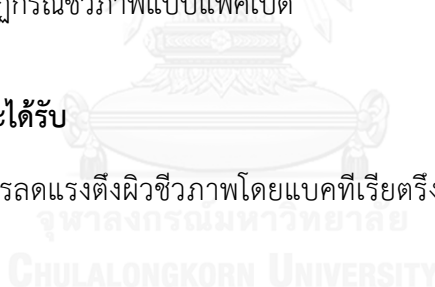 ฏิกรณ์ชีวภาพแบบแพคเบด
ะได้รับ
รลดแรงตึงผิวชีวภาพโดยแบคทีเรียตรึง
จุฬาลงกรณ์มหาวิทยาลัย
CHULALONGKORN UNIVERSITY